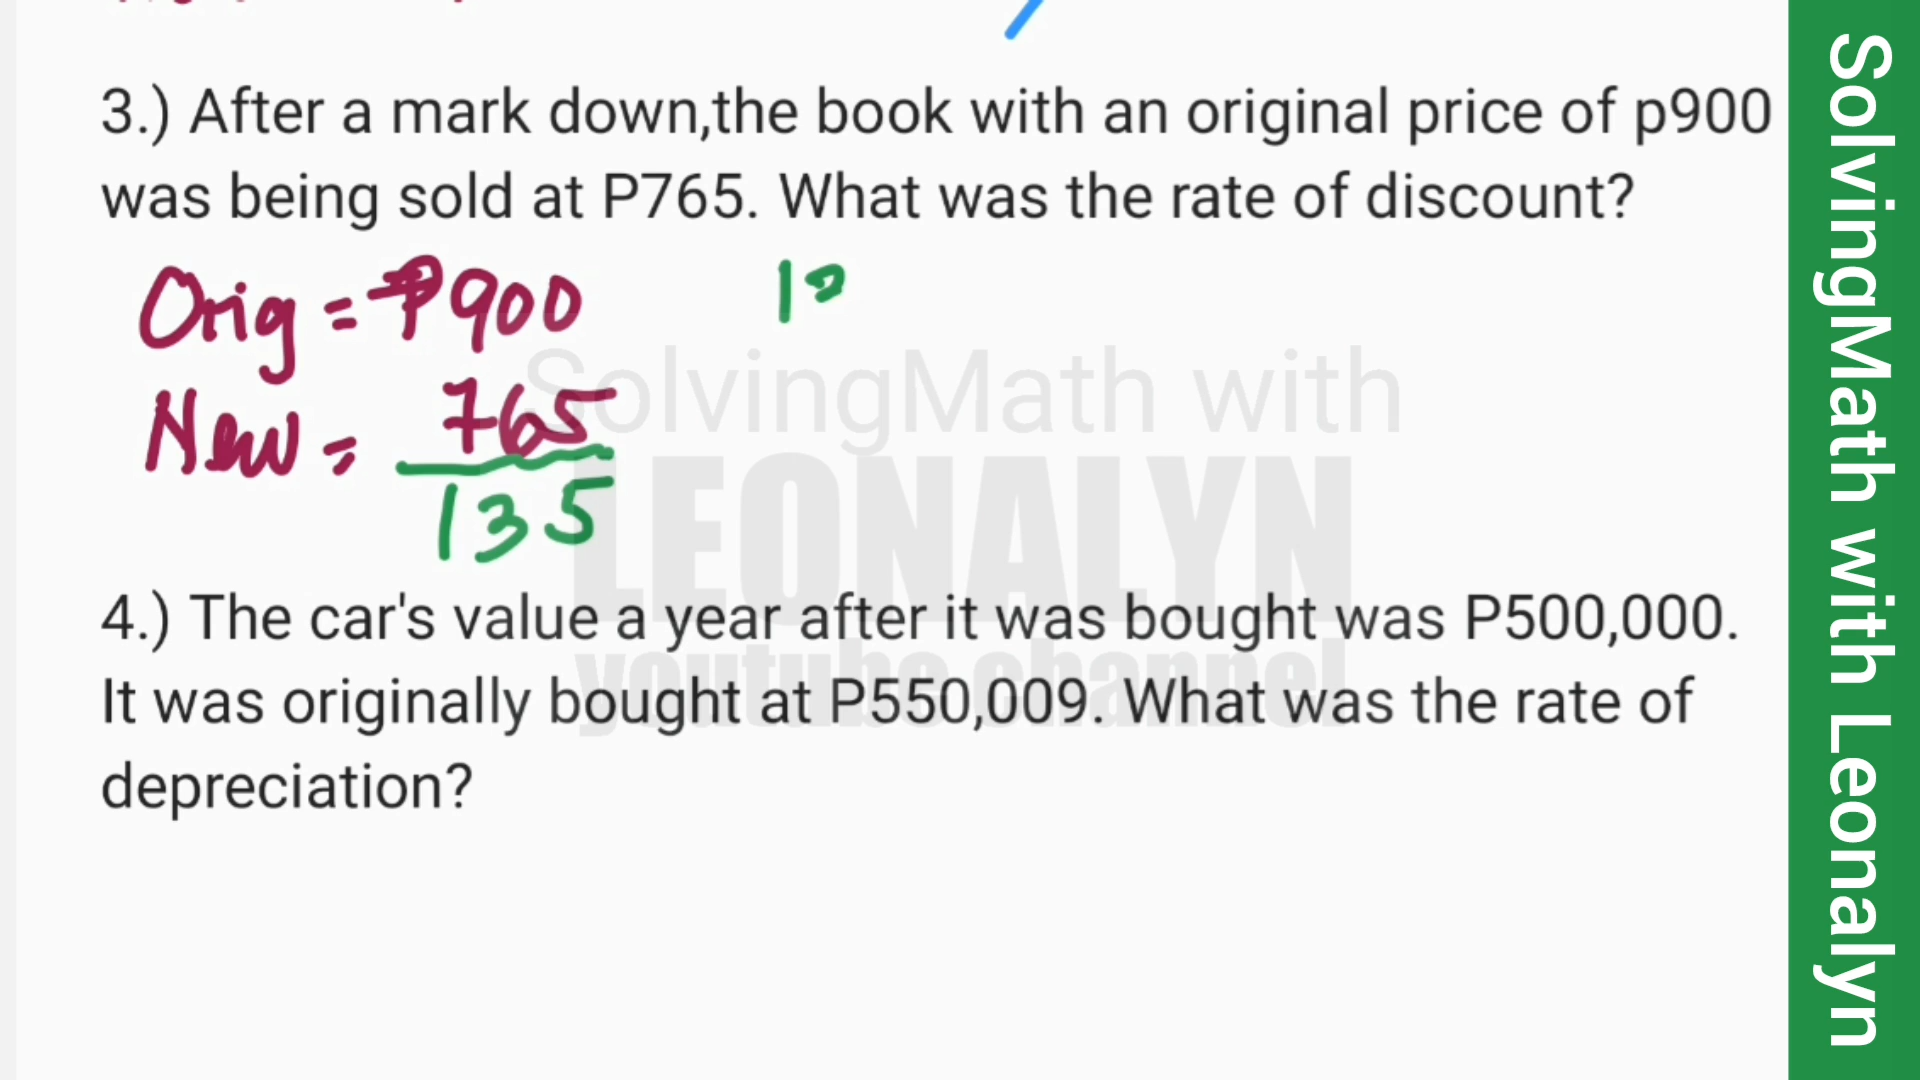 3.) After a mark down,the book with an original price of p900
was being sold at P765. What was the rate of discount?
Orig = ₱900
New = 765
135
4.) The car's value a year after it was bought was P500,000.
It was originally bought at P550,009. What was the rate of
depreciation?
SolvingMath with
LEONALYN
youtube channel
SolvingMath with Leonalyn